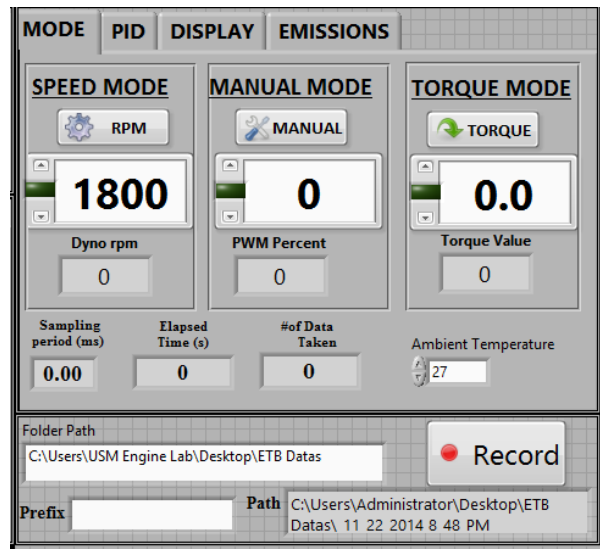 MODE PID DISPLAY EMISSIONS
SPEED MODE MANUAL MODE TORQUE MODE
RPM MANUAL TORQUE
1800 0 0.0
Dyno rpm PWM Percent Torque Value
0 0 0
Sampling period (ms) Elapsed Time (s) #of Data Taken Ambient Temperature
0.00 0 0 27
Folder Path
C:\Users\USM Engine Lab\Desktop\ETB Datas
Record
Prefix
Path
C:\Users\Administrator\Desktop\ETB
Datas\ 11 22 2014 8 48 PM